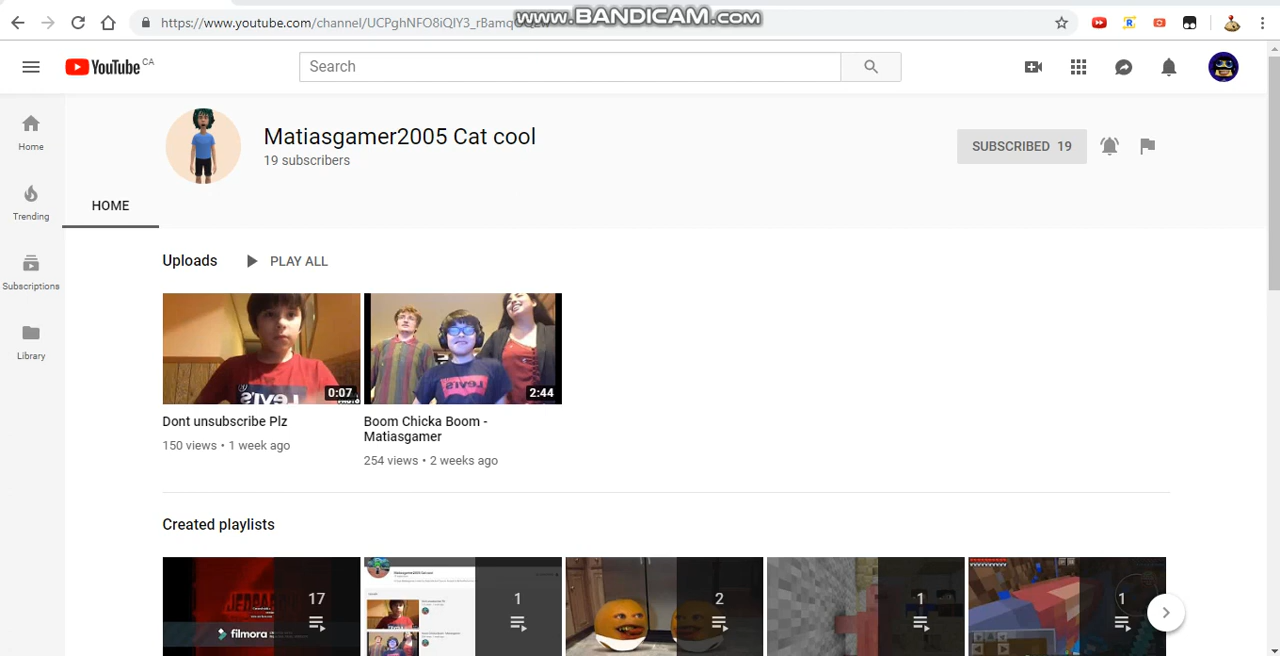 www.BANDICAM.com
https://www.youtube.com/channel/
YouTube CA
Search
Home
Trending
Subscriptions
Library
Matiasgamer2005 Cat cool
19 subscribers
SUBSCRIBED 19
HOME
Uploads
PLAY ALL
LEVI'S
0:07
LEVI'S
2:44
Dont unsubscribe Plz
150 views • 1 week ago
Boom Chicka Boom -
Matiasgamer
254 views • 2 weeks ago
Created playlists
17
filmora
1
2
1
1